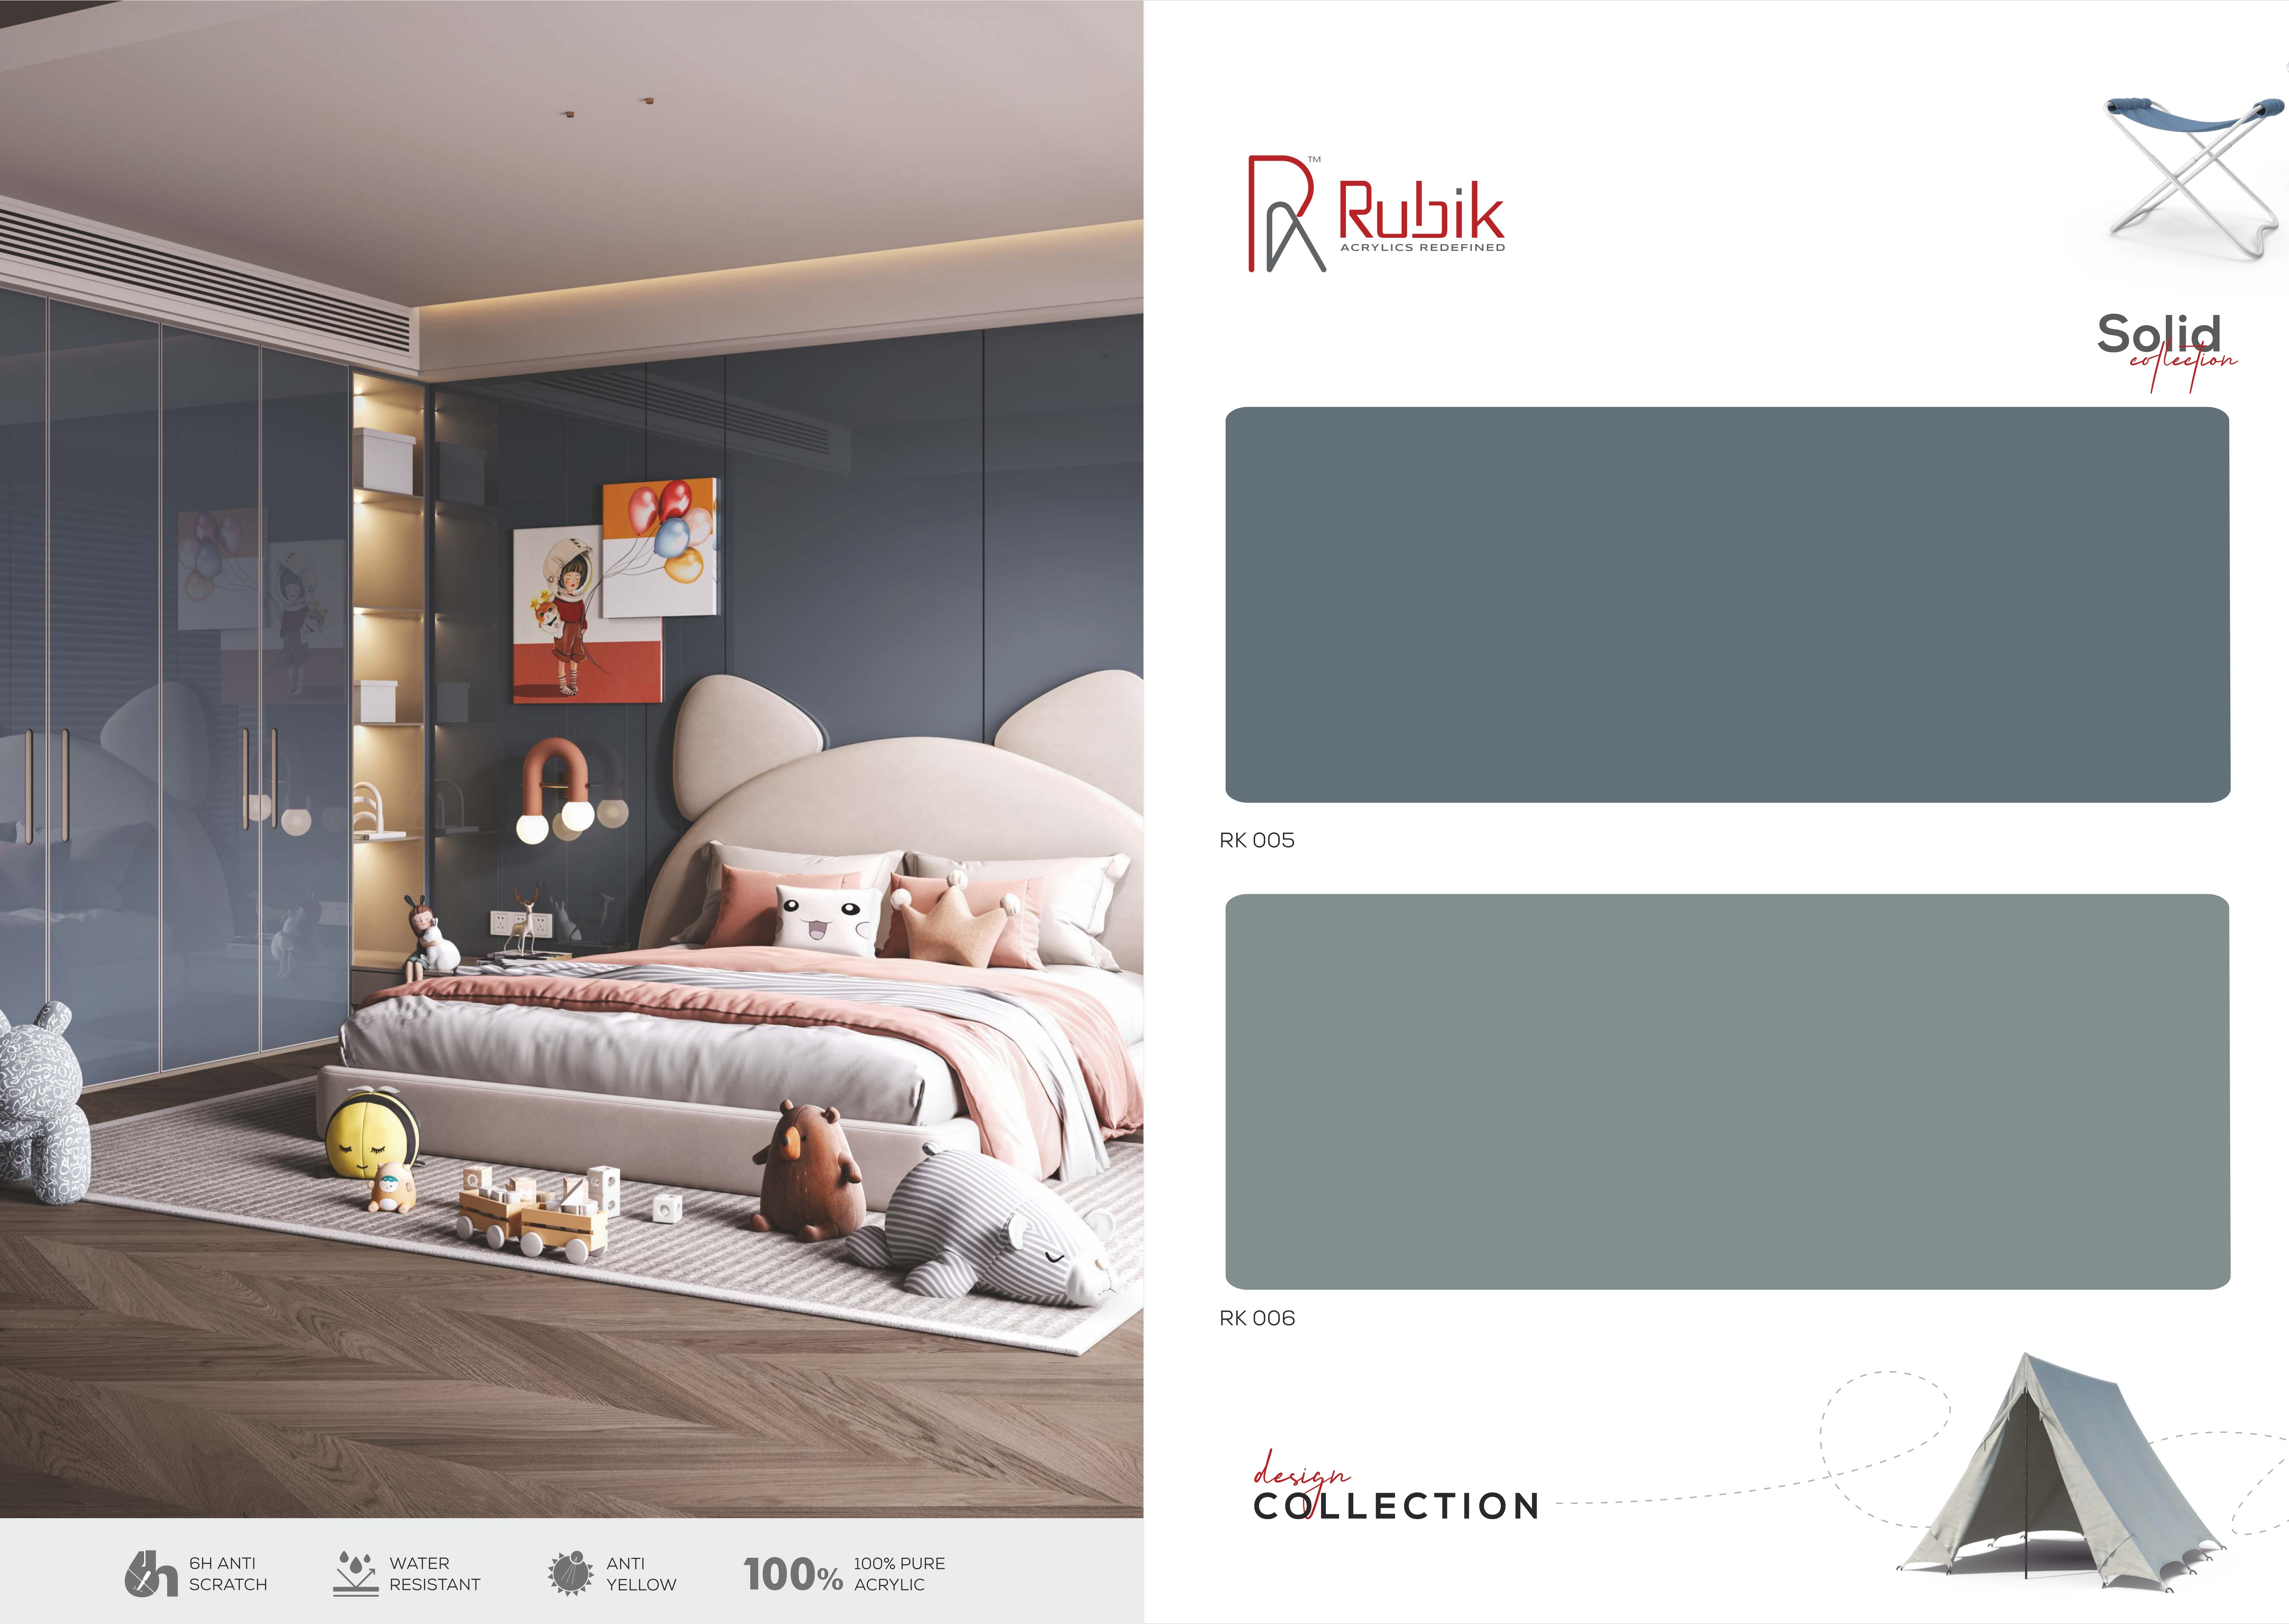 ™
Rubik
ACRYLICS REDEFINED
Solid
collection
RK 005
RK 006
design
COLLECTION
6H ANTI
SCRATCH
WATER
RESISTANT
ANTI
YELLOW
100%
100% PURE
ACRYLIC